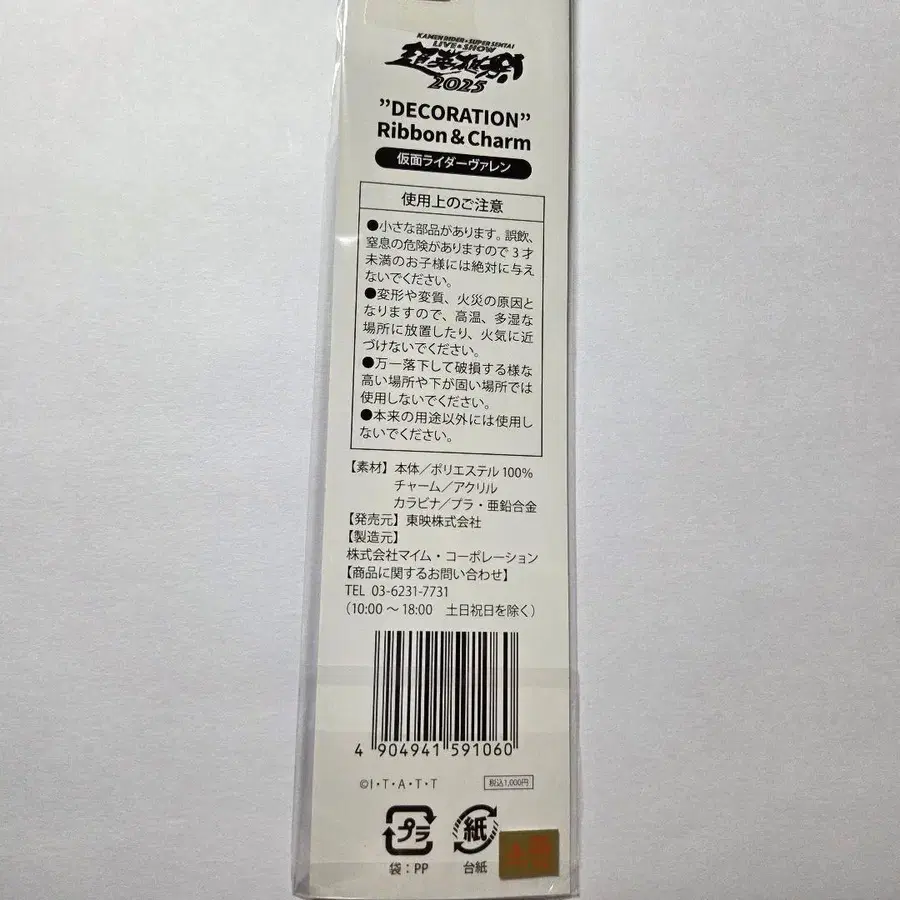 KAMEN RIDER×SUPER SENTAI
LIVE & SHOW
超英雄祭
2025
”DECORATION”
Ribbon & Charm
仮面ライダーヴァレン
使用上のご注意
●小さな部品があります。誤飲、
窒息の危険がありますので 3 才
未満のお子様には絶対に与え
ないでください。
●変形や変質、火災の原因と
なりますので、高温、多湿な
場所に放置したり、火気に近
づけないでください。
●万一落下して破損する様な
高い場所や下が固い場所では
使用しないでください。
●本来の用途以外には使用し
ないでください。
【素材】本体／ポリエステル 100%
チャーム／アクリル
カラビナ／プラ・亜鉛合金
【発売元】東映株式会社
【製造元】
株式会社マイム・コーポレーション
【商品に関するお問い合わせ】
TEL 03-6231-7731
（10:00 ～ 18:00　土日祝日を除く）
4 904941 591060
©I・T・A・T・T
税込1,000円
プラ
紙
袋：PP
台紙